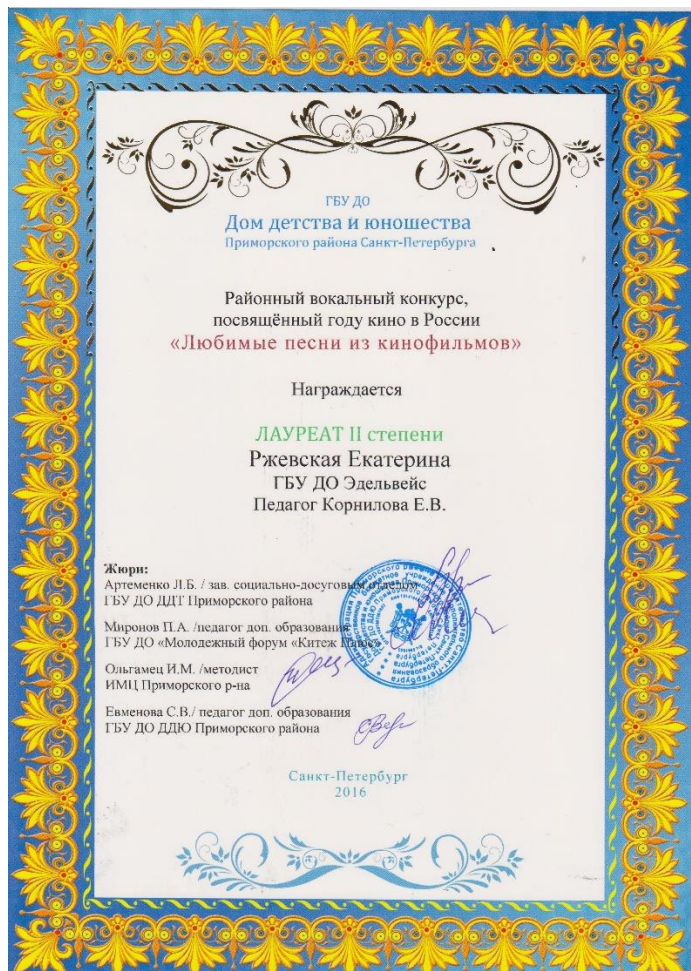 ГБУ ДО
Дом детства и юношества
Приморского района Санкт-Петербурга
Районный вокальный конкурс,
посвящённый году кино в России
«Любимые песни из кинофильмов»
Награждается
ЛАУРЕАТ II степени
Ржевская Екатерина
ГБУ ДО Эдельвейс
Педагог Корнилова Е.В.
Жюри:
Артеменко Л.Б. / зав. социально-досуговым отделом
ГБУ ДО ДДТ Приморского района
Миронов П.А. /педагог доп. образования
ГБУ ДО «Молодежный форум «Китеж Плюс»
Ольгамец И.М. /методист
ИМЦ Приморского р-на
Евменова С.В./ педагог доп. образования
ГБУ ДО ДДЮ Приморского района
Санкт-Петербург
2016